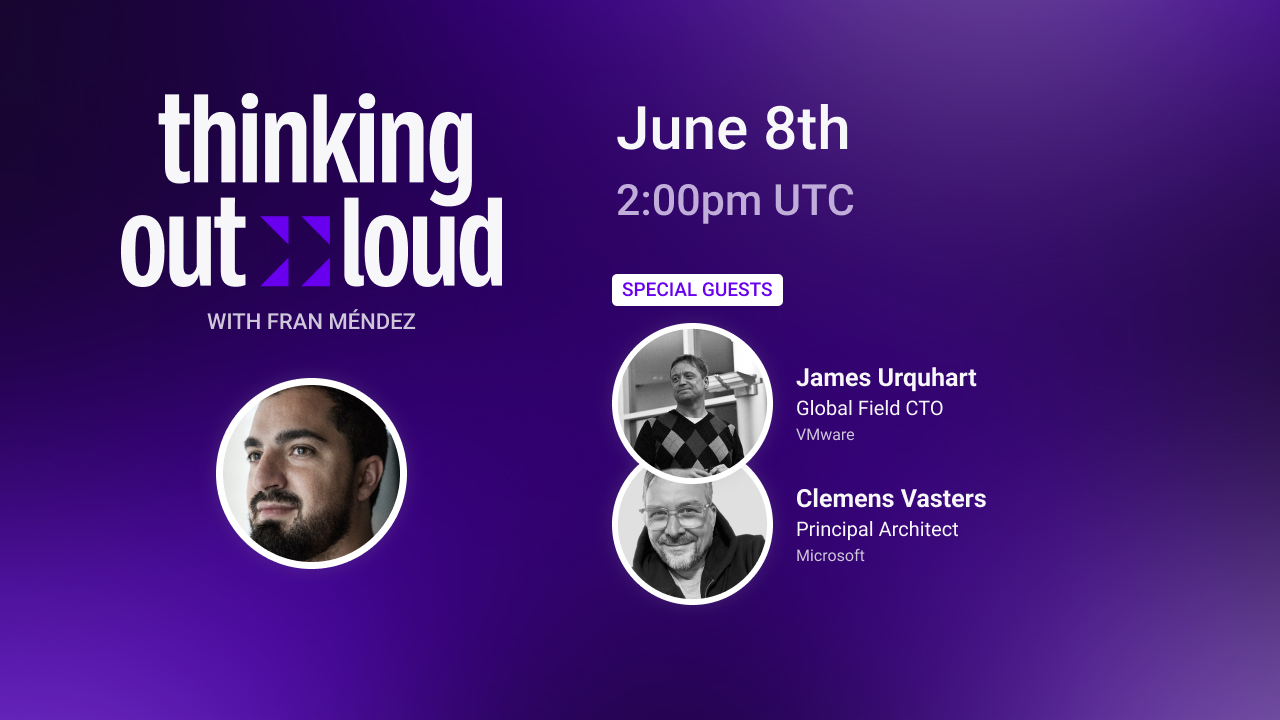 thinking
out loud
WITH FRAN MÉNDEZ
June 8th
2:00pm UTC
SPECIAL GUESTS
James Urquhart
Global Field CTO
VMware
Clemens Vasters
Principal Architect
Microsoft